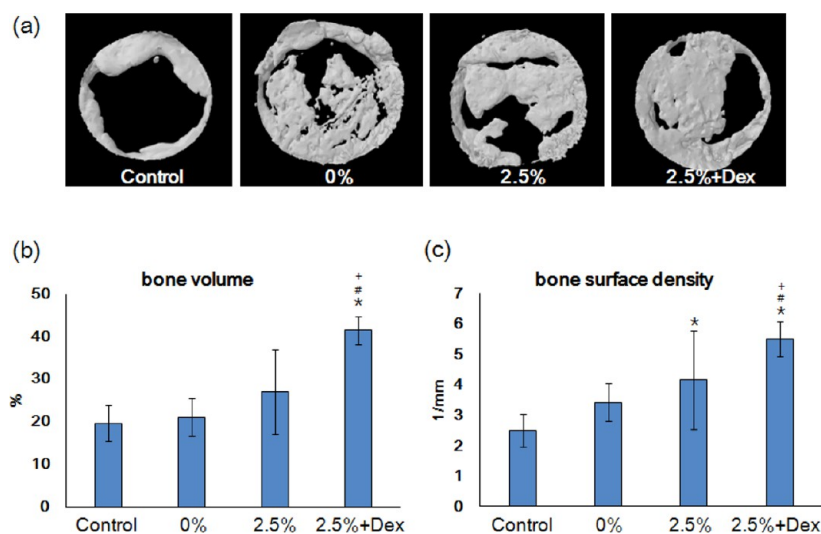 (a)
Control
0%
2.5%
2.5%+Dex
(b)
bone volume
+
#
*
50
40
30
20
10
0
%
Control
0%
2.5%
2.5%+Dex
(c)
bone surface density
+
#
*
*
7
6
5
4
3
2
1
0
1/mm
Control
0%
2.5%
2.5%+Dex